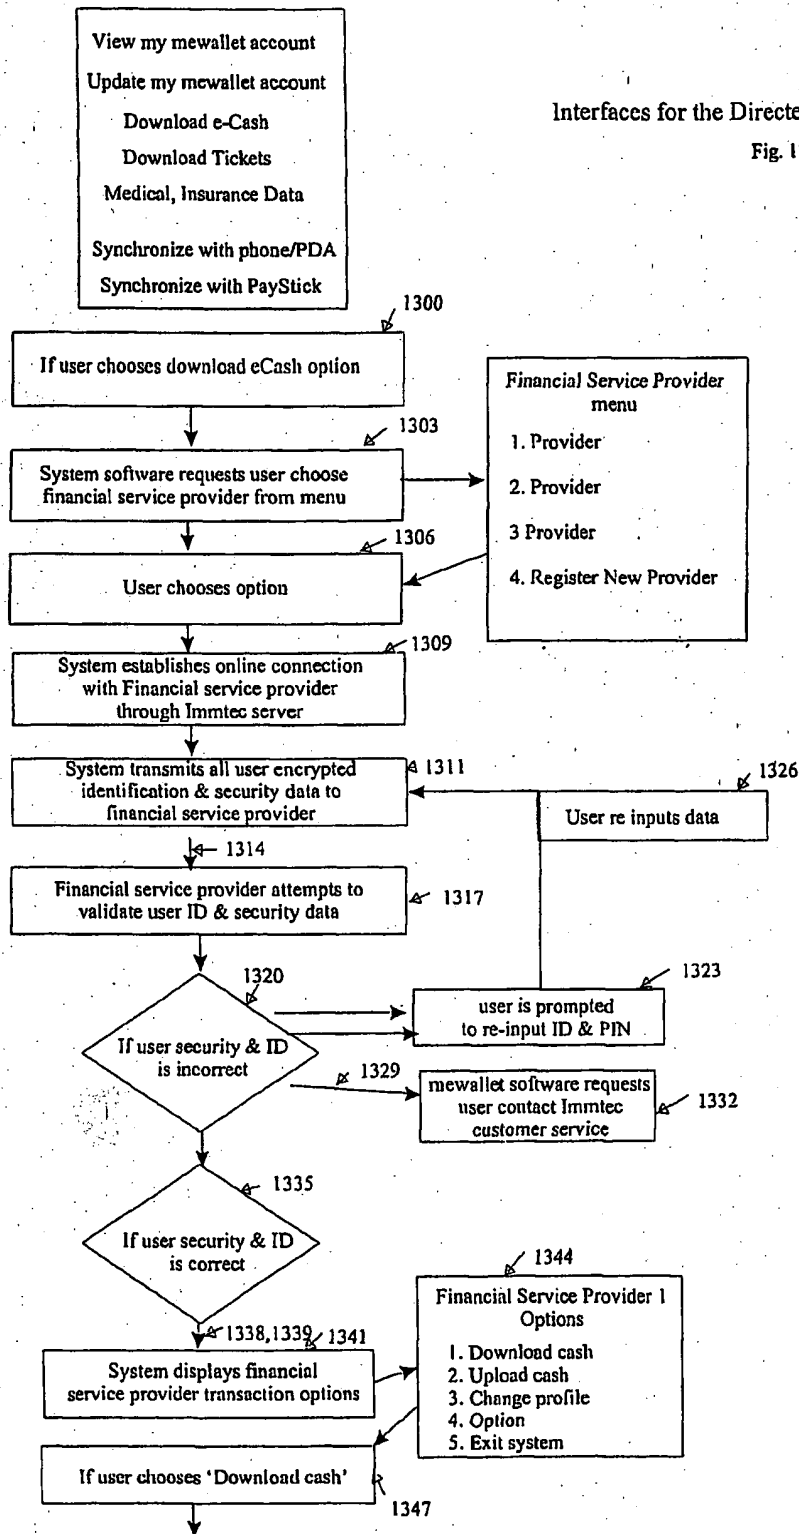 View my mewallet account
Update my mewallet account
Download e-Cash
Download Tickets
Medical, Insurance Data
Synchronize with phone/PDA
Synchronize with PayStick
Interfaces for the Directe
Fig. 1
1300
If user chooses download eCash option
1303
System software requests user choose
financial service provider from menu
Financial Service Provider
menu
1. Provider
2. Provider
3 Provider
4. Register New Provider
1306
User chooses option
1309
System establishes online connection
with Financial service provider
through Immtec server
System transmits all user encrypted
identification & security data to
financial service provider
1311
1326
User re inputs data
1314
Financial service provider attempts to
validate user ID & security data
1317
1320
If user security & ID
is incorrect
1323
user is prompted
to re-input ID & PIN
1329
mewallet software requests
user contact Immtec
customer service
1332
1335
If user security & ID
is correct
1338,1339
1341
System displays financial
service provider transaction options
1344
Financial Service Provider 1
Options
1. Download cash
2. Upload cash
3. Change profile
4. Option
5. Exit system
If user chooses 'Download cash'
1347